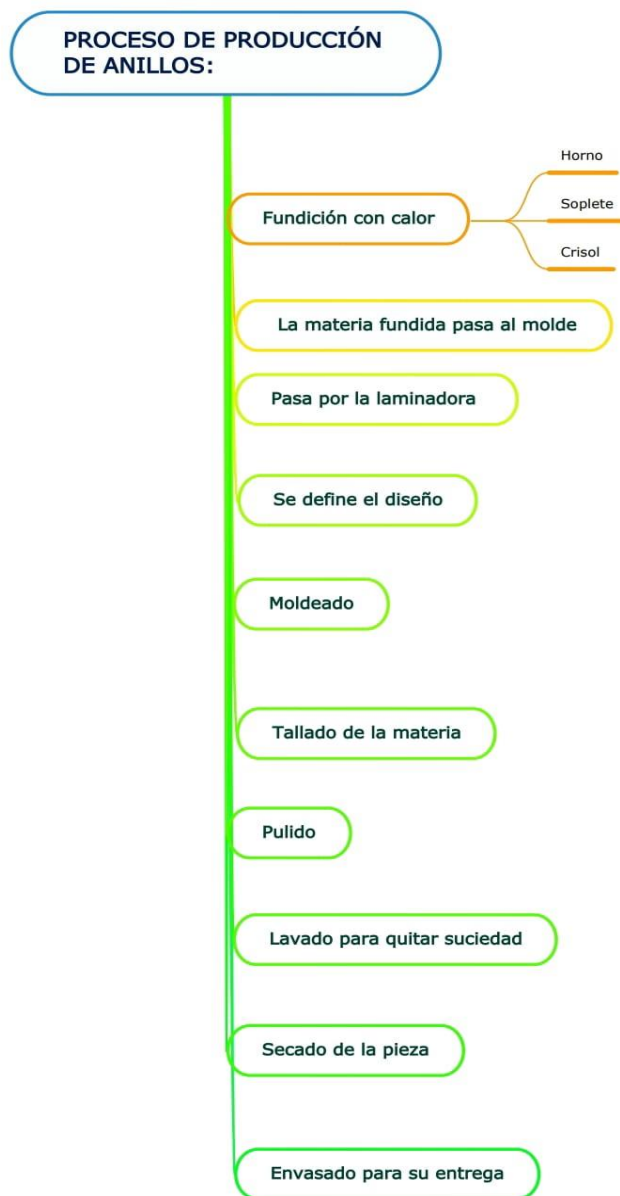 PROCESO DE PRODUCCIÓN
DE ANILLOS:
Fundición con calor
Horno
Soplete
Crisol
La materia fundida pasa al molde
Pasa por la laminadora
Se define el diseño
Moldeado
Tallado de la materia
Pulido
Lavado para quitar suciedad
Secado de la pieza
Envasado para su entrega